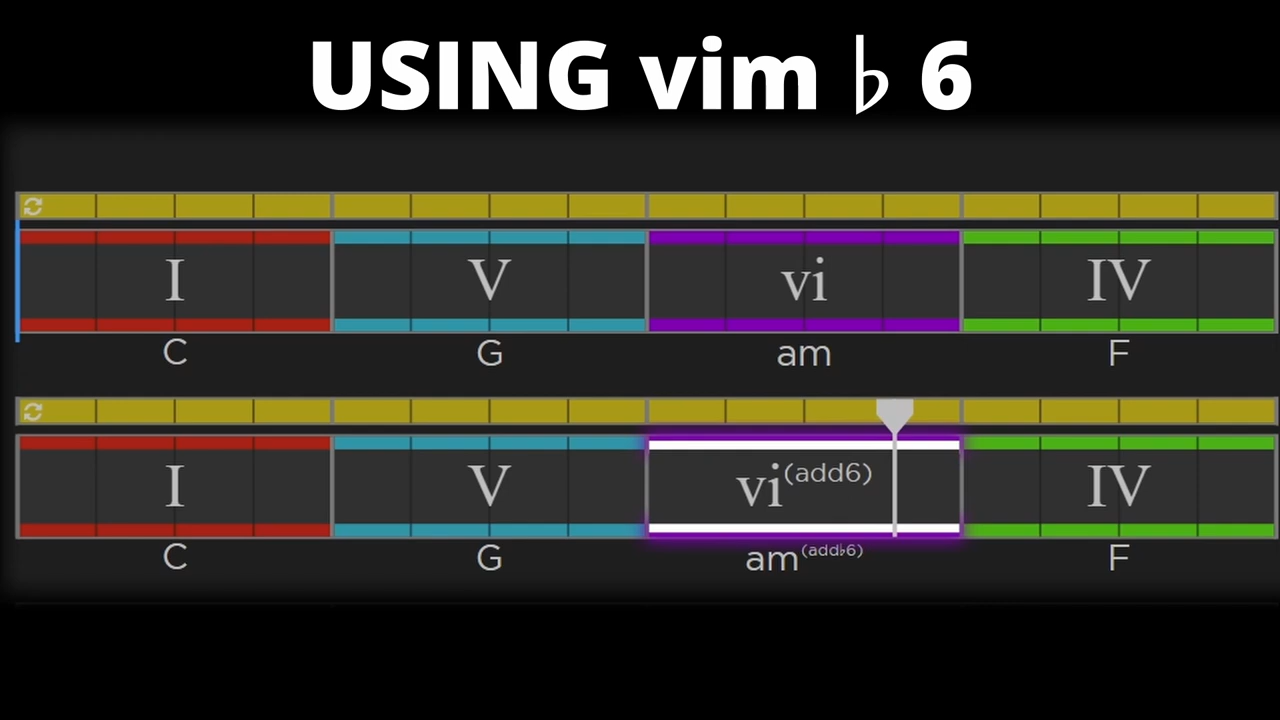 USING vim ♭ 6
I V vi IV
C G am F
I V vi(add6) IV
C G am(add♭6) F